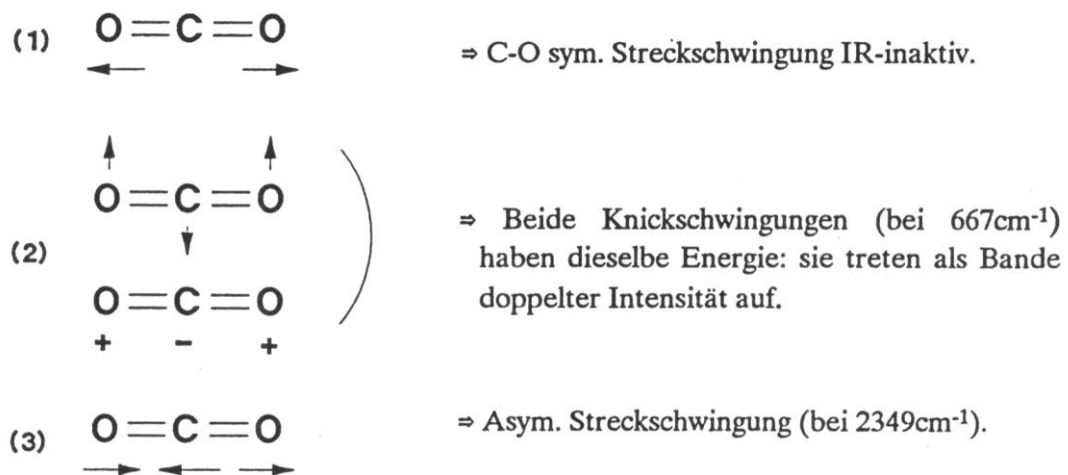 (1) O=C=O
⇒ C-O sym. Streckschwingung IR-inaktiv.
O=C=O
(2)
⇒ Beide Knickschwingungen (bei 667cm⁻¹)
haben dieselbe Energie: sie treten als Bande
doppelter Intensität auf.
O=C=O
+ - +
(3) O=C=O
⇒ Asym. Streckschwingung (bei 2349cm⁻¹).